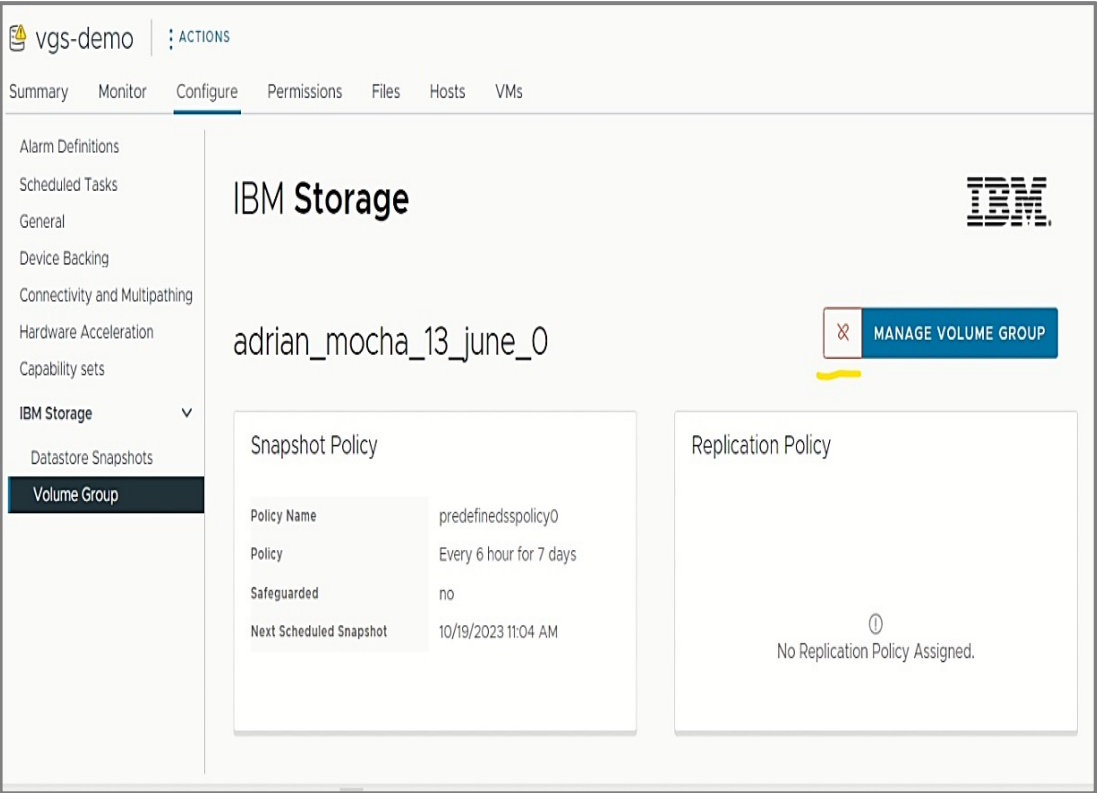 vgs-demo
ACTIONS
Summary Monitor Configure Permissions Files Hosts VMs
Alarm Definitions
Scheduled Tasks
General
Device Backing
Connectivity and Multipathing
Hardware Acceleration
Capability sets
IBM Storage
Datastore Snapshots
Volume Group
IBM Storage
IBM
adrian_mocha_13_june_0
MANAGE VOLUME GROUP
Snapshot Policy
Policy Name predefinedsspolicy0
Policy Every 6 hour for 7 days
Safeguarded no
Next Scheduled Snapshot 10/19/2023 11:04 AM
Replication Policy
No Replication Policy Assigned.